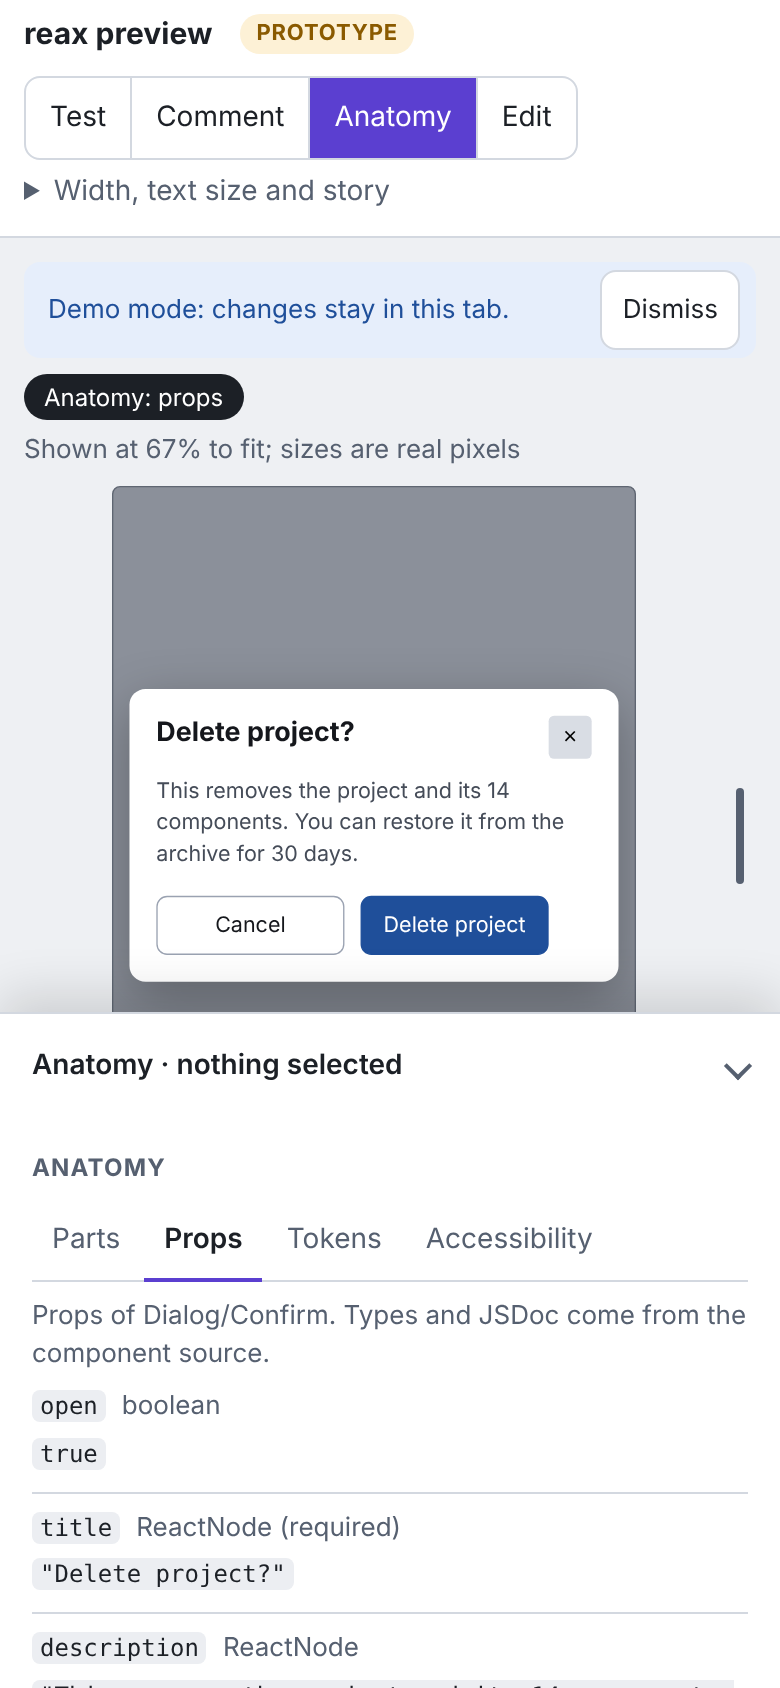 reax preview PROTOTYPE
Test Comment Anatomy Edit
Width, text size and story
Demo mode: changes stay in this tab. Dismiss
Anatomy: props
Shown at 67% to fit; sizes are real pixels
Delete project? ×
This removes the project and its 14
components. You can restore it from the
archive for 30 days.
Cancel Delete project
Anatomy · nothing selected
ANATOMY
Parts Props Tokens Accessibility
Props of Dialog/Confirm. Types and JSDoc come from the
component source.
open boolean
true
title ReactNode (required)
"Delete project?"
description ReactNode